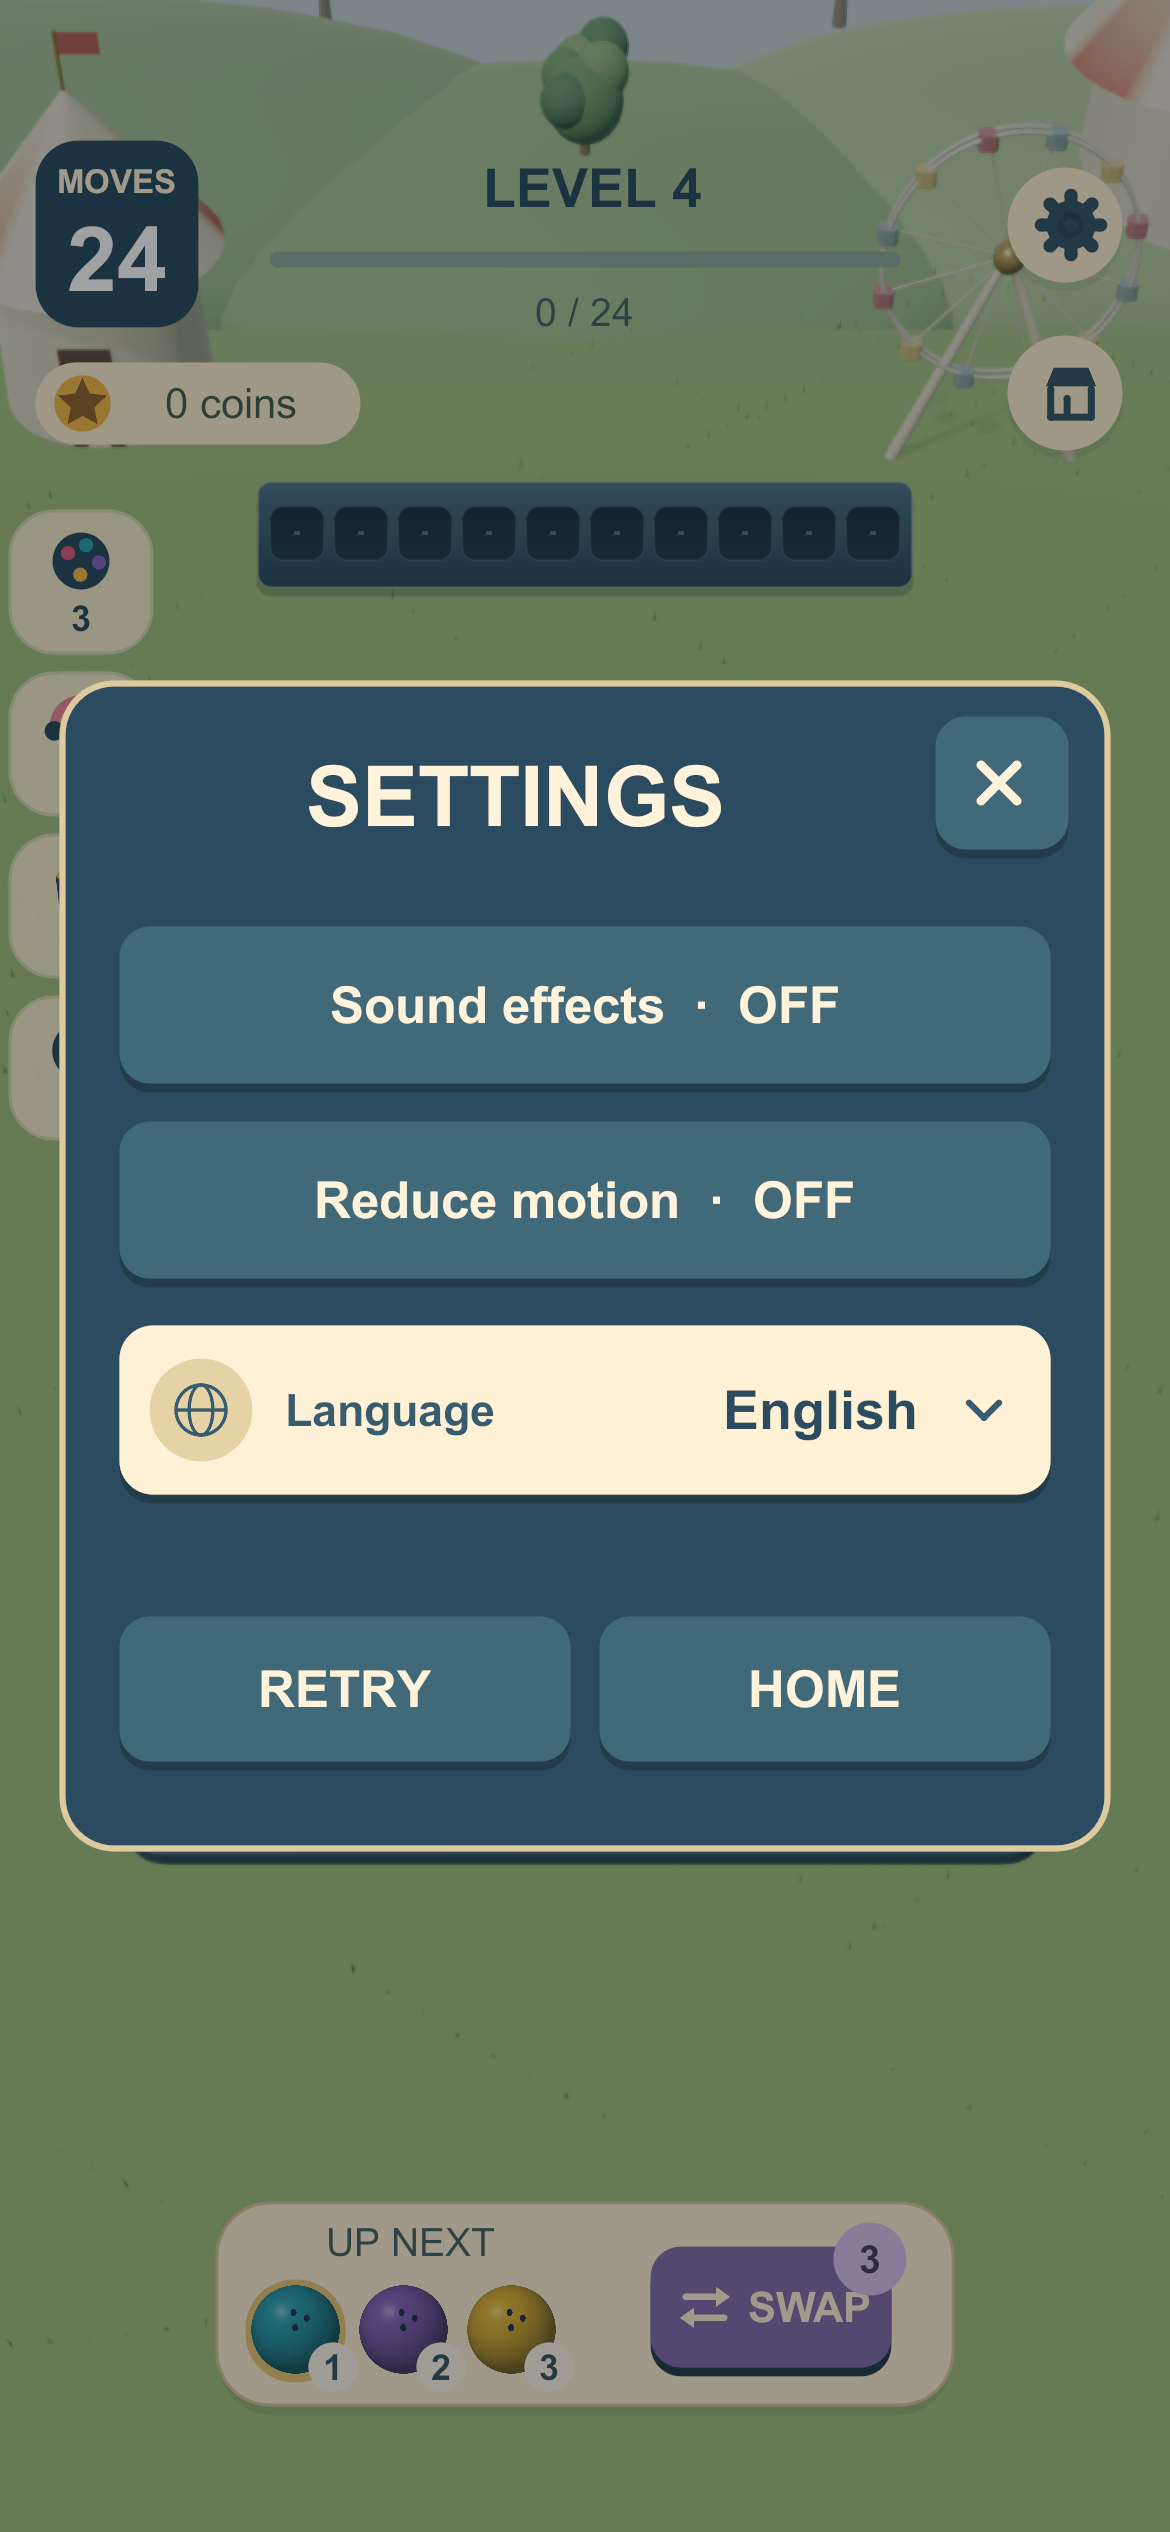 LEVEL 4
MOVES
24
0 / 24
0 coins
3
SETTINGS
Sound effects · OFF
Reduce motion · OFF
Language English
RETRY HOME
UP NEXT
3
SWAP
1 2 3